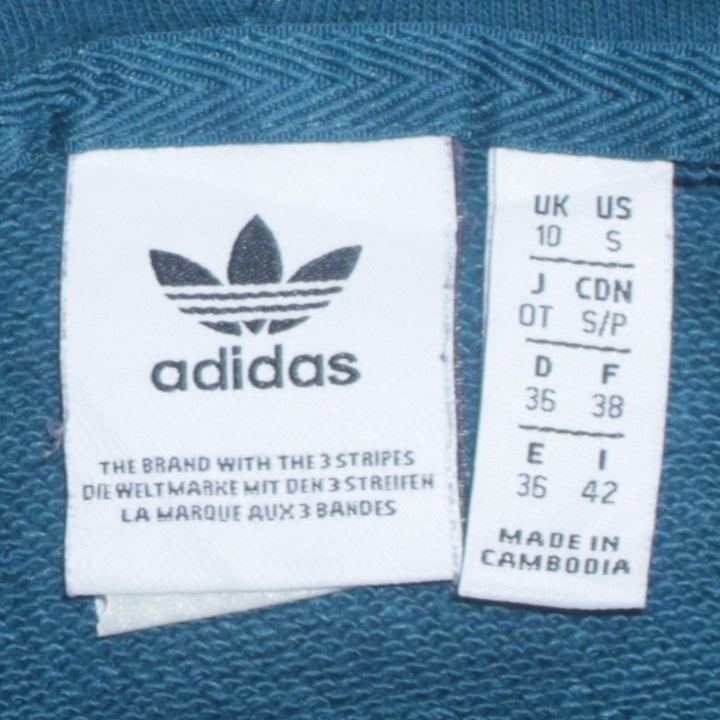 adidas
THE BRAND WITH THE 3 STRIPES
DIE WELTMARKE MIT DEN 3 STREIFEN
LA MARQUE AUX 3 BANDES
UK US
10 S
J CDN
OT S/P
D F
36 38
E I
36 42
MADE IN
CAMBODIA